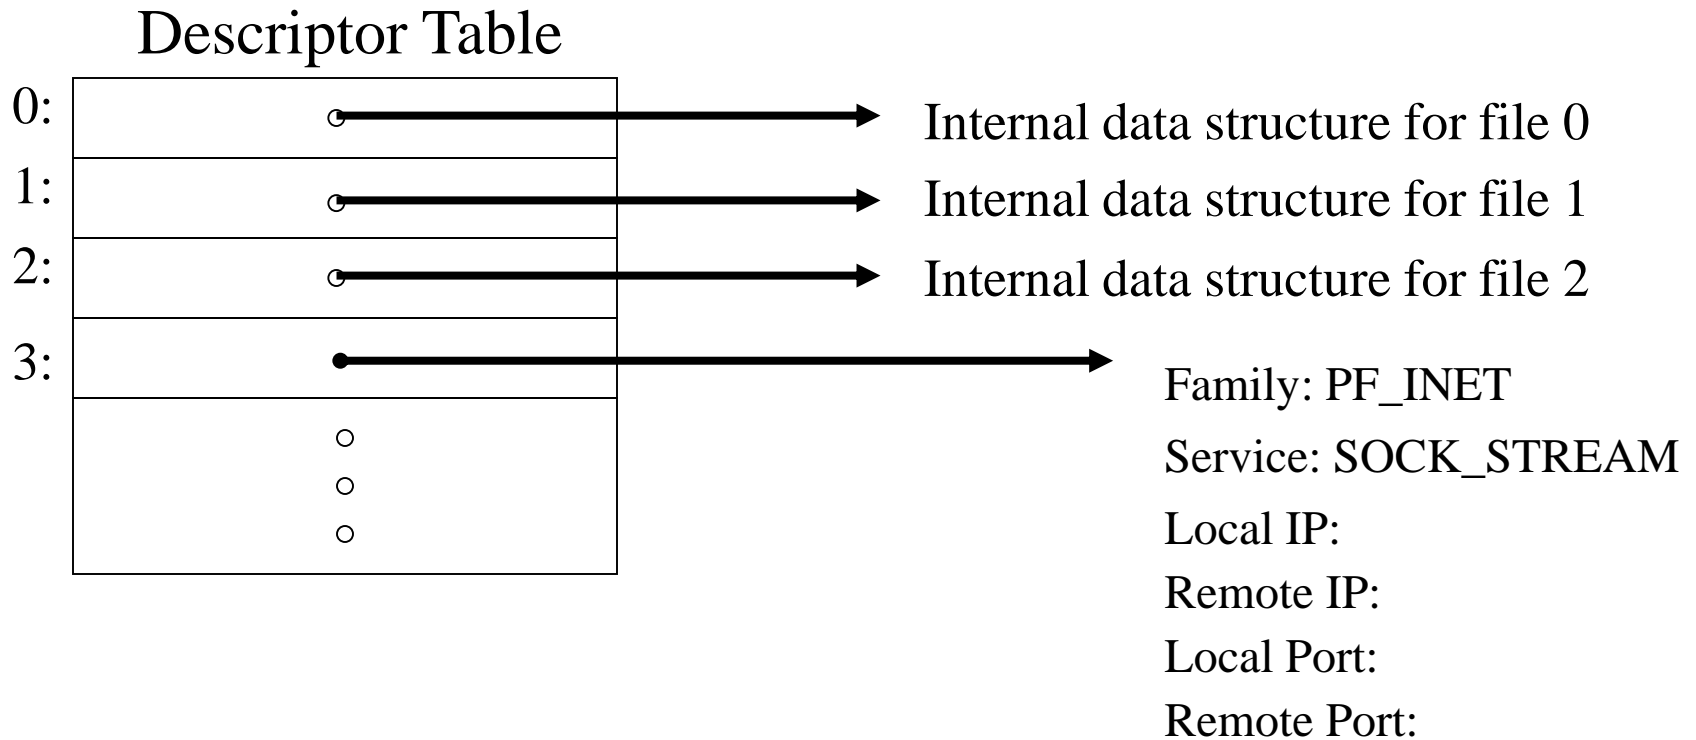 Descriptor Table
0:
Internal data structure for file 0
1:
Internal data structure for file 1
2:
Internal data structure for file 2
3:
Family: PF_INET
Service: SOCK_STREAM
Local IP:
Remote IP:
Local Port:
Remote Port: